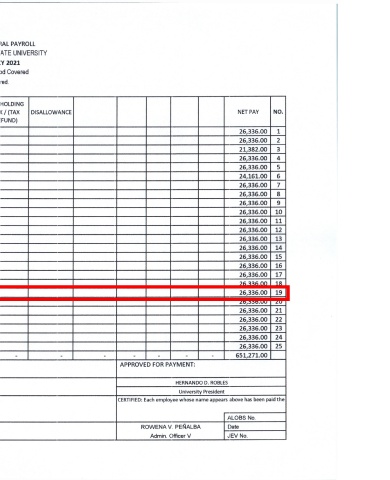 IAL PAYROLL
ATE UNIVERSITY
Y 2021
od Covered
red.
HOLDING
X / (TAX
FUND) DISALLOWANCE NET PAY NO.
26,336.00 1
26,336.00 2
21,382.00 3
26,336.00 4
26,336.00 5
24,161.00 6
26,336.00 7
26,336.00 8
26,336.00 9
26,336.00 10
26,336.00 11
26,336.00 12
26,336.00 13
26,336.00 14
26,336.00 15
26,336.00 16
26,336.00 17
26,336.00 18
26,336.00 19
26,336.00 20
26,336.00 21
26,336.00 22
26,336.00 23
26,336.00 24
26,336.00 25
- - - - - - 651,271.00
APPROVED FOR PAYMENT:
HERNANDO D. ROBLES
University President
CERTIFIED: Each employee whose name appears above has been paid the
ALOBS No.
ROWENA V. PEÑALBA Date
Admin. Officer V JEV No.